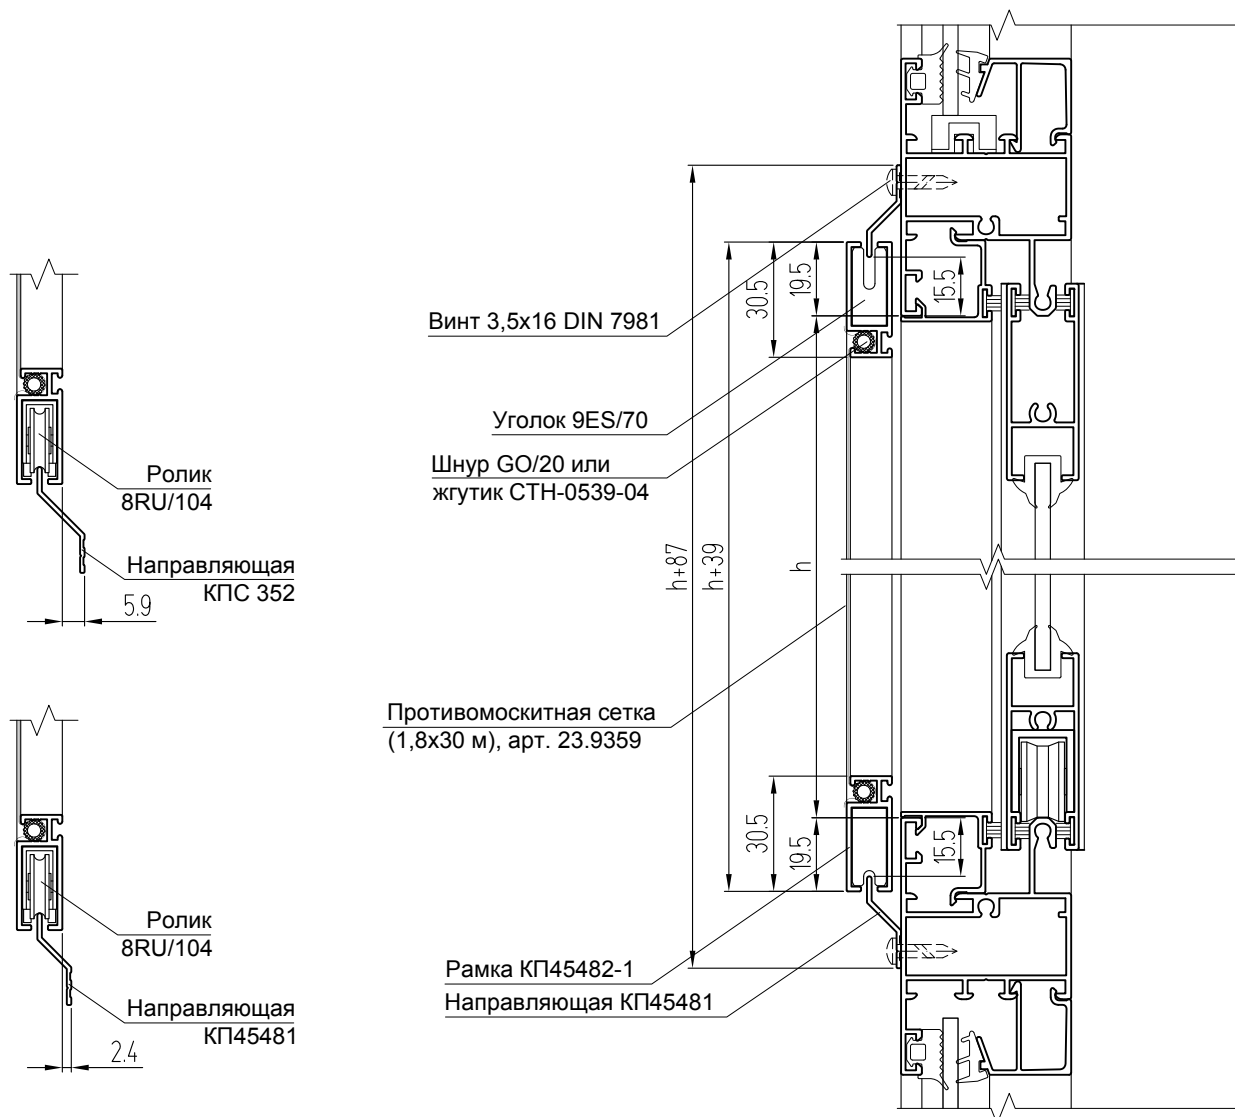 Винт 3,5х16 DIN 7981
Уголок 9ES/70
Шнур GO/20 или
жгутик СТН-0539-04
Противомоскитная сетка
(1,8х30 м), арт. 23.9359
Рамка КП45482-1
Направляющая КП45481
Ролик
8RU/104
Направляющая
КПС 352
5.9
Ролик
8RU/104
Направляющая
КП45481
2.4
h+87
h+39
h
30.5
19.5
15.5
30.5
19.5
15.5